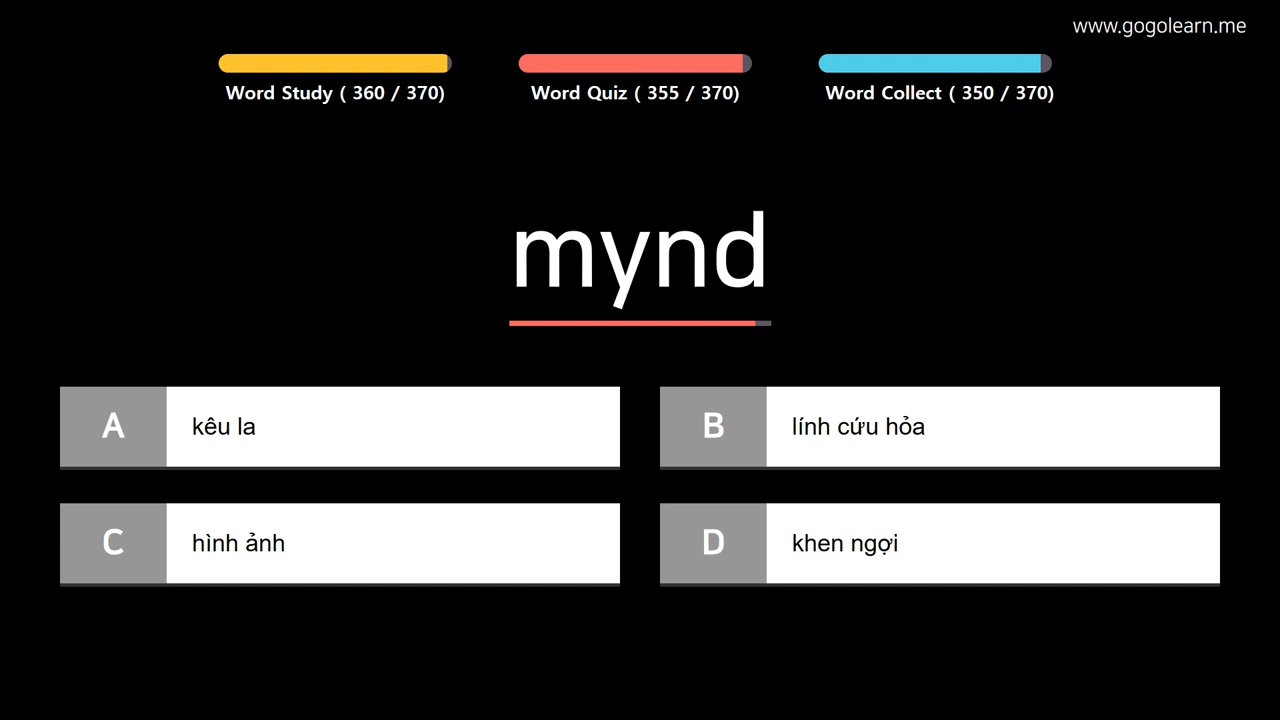 www.gogolearn.me
Word Study ( 360 / 370)
Word Quiz ( 355 / 370)
Word Collect ( 350 / 370)
mynd
A kêu la
B lính cứu hỏa
C hình ảnh
D khen ngợi